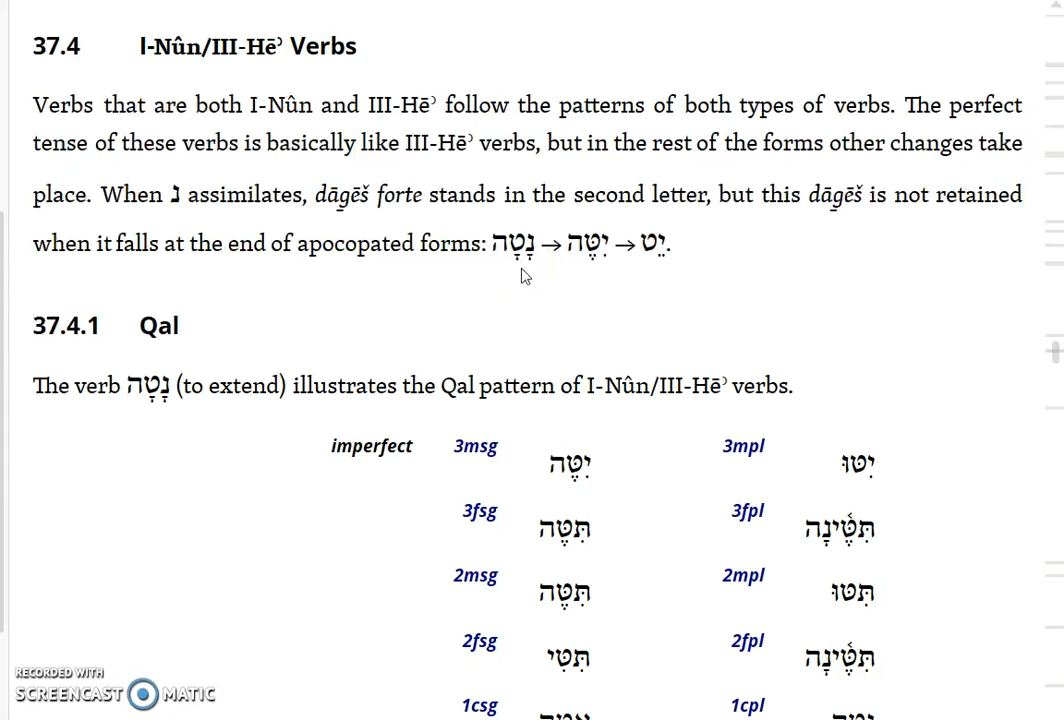 37.4 I-Nûn/III-Hēʾ Verbs
Verbs that are both I-Nûn and III-Hēʾ follow the patterns of both types of verbs. The perfect
tense of these verbs is basically like III-Hēʾ verbs, but in the rest of the forms other changes take
place. When נ assimilates, dāḡēš forte stands in the second letter, but this dāḡēš is not retained
when it falls at the end of apocopated forms: נָטָה → יִטֶּה → יֵט.
37.4.1 Qal
The verb נָטָה (to extend) illustrates the Qal pattern of I-Nûn/III-Hēʾ verbs.
imperfect 3msg יִטֶּה 3mpl יִטּוּ
3fsg תִּטֶּה 3fpl תִּטֶּ֫ינָה
2msg תִּטֶּה 2mpl תִּטּוּ
2fsg תִּטִּי 2fpl תִּטֶּ֫ינָה
1csg 1cpl
RECORDED WITH
SCREENCAST MATIC